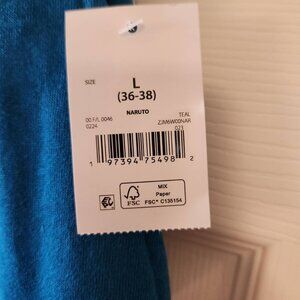 SIZE L
(36-38)
NARUTO
00 F/L 0046 TEAL
0224 ZJM6W00NAR
023
1 97394 75498 2
FSC
MIX
Paper
FSC® C135154